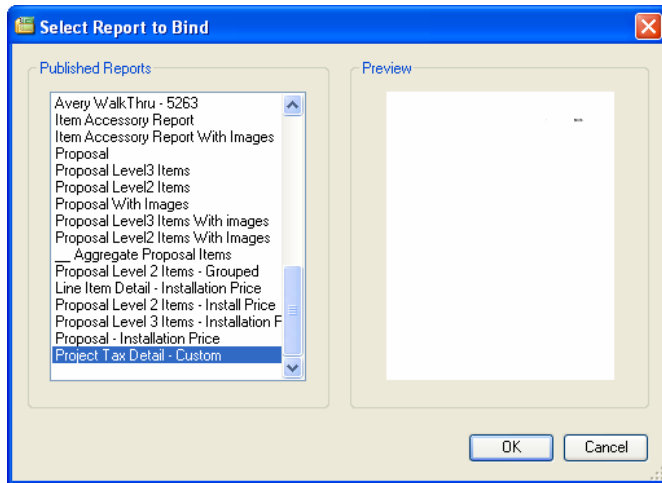 Select Report to Bind
Published Reports
Preview
Avery WalkThru - 5263
Item Accessory Report
Item Accessory Report With Images
Proposal
Proposal Level3 Items
Proposal Level2 Items
Proposal With Images
Proposal Level3 Items With images
Proposal Level2 Items With Images
__ Aggregate Proposal Items
Proposal Level 2 Items - Grouped
Line Item Detail - Installation Price
Proposal Level 2 Items - Install Price
Proposal Level 3 Items - Installation F
Proposal - Installation Price
Project Tax Detail - Custom
OK
Cancel